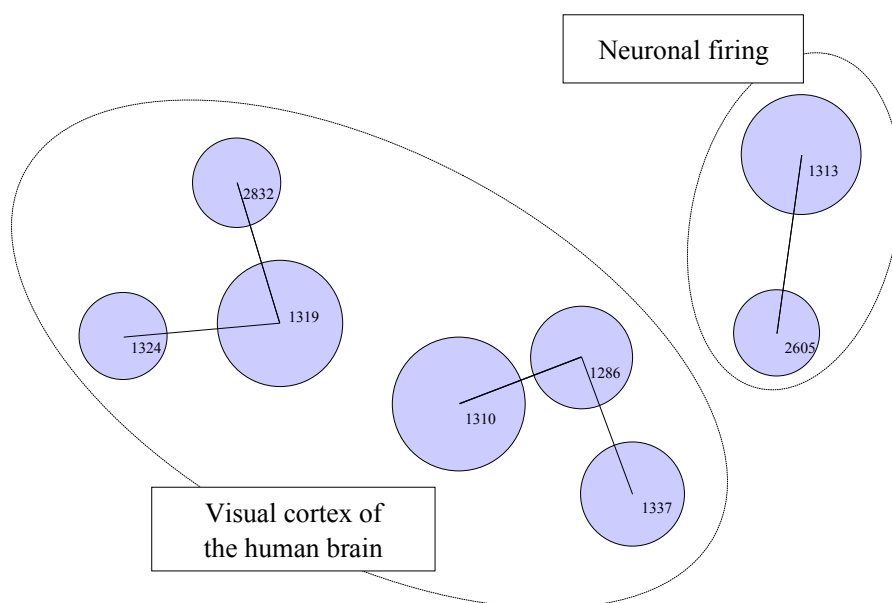 Neuronal firing
1313
2832
1319
1324
2605
1286
1310
1337
Visual cortex of
the human brain